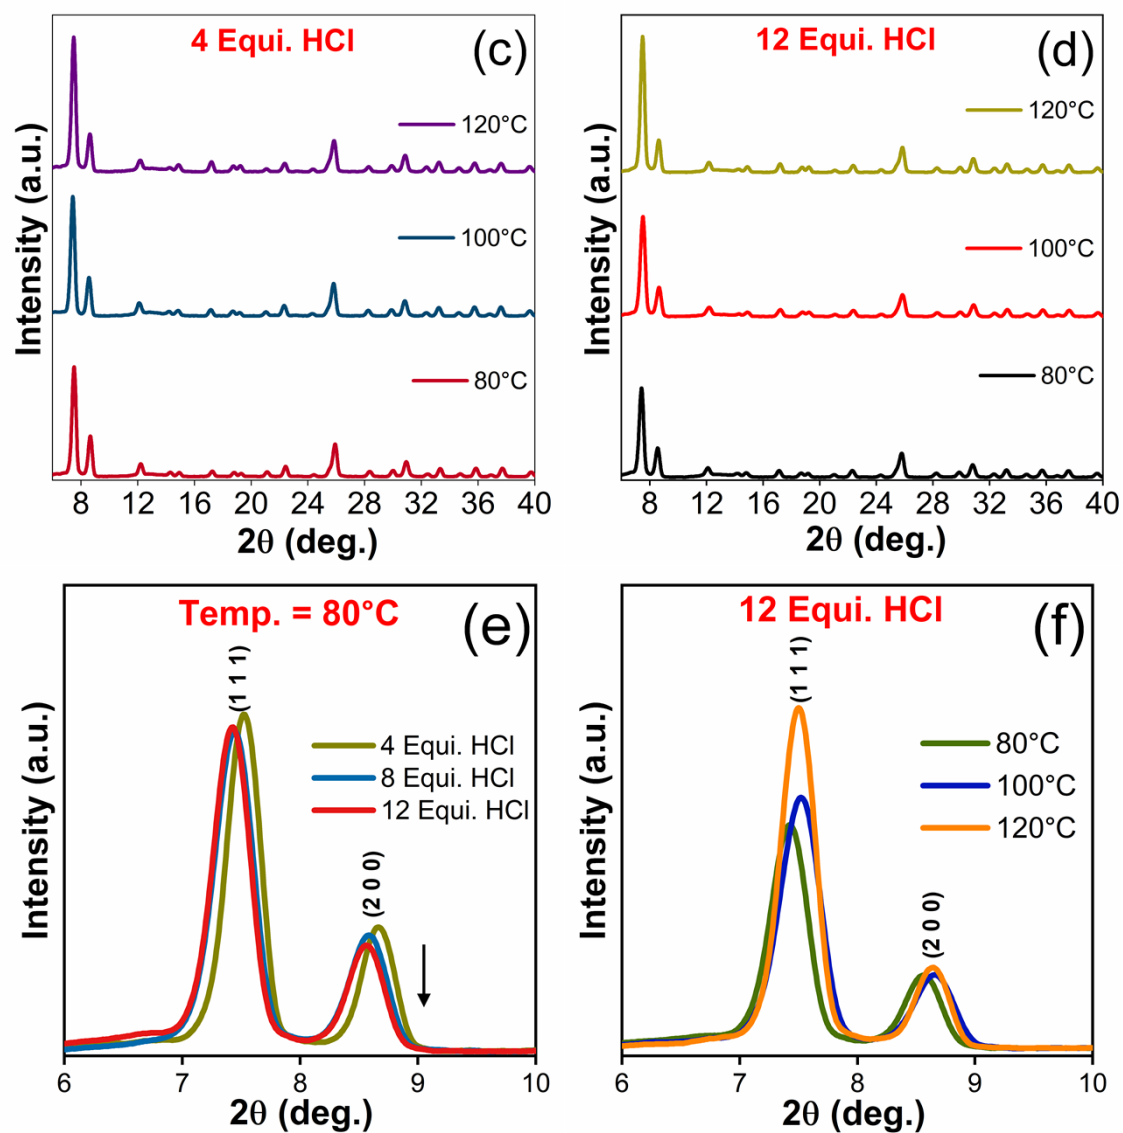 4 Equi. HCl
(c)
120°C
100°C
80°C
Intensity (a.u.)
8 12 16 20 24 28 32 36 40
2θ (deg.)
12 Equi. HCl
(d)
120°C
100°C
80°C
Intensity (a.u.)
8 12 16 20 24 28 32 36 40
2θ (deg.)
Temp. = 80°C
(e)
(1 1 1)
4 Equi. HCl
8 Equi. HCl
12 Equi. HCl
(2 0 0)
Intensity (a.u.)
6 7 8 9 10
2θ (deg.)
12 Equi. HCl
(f)
(1 1 1)
80°C
100°C
120°C
(2 0 0)
Intensity (a.u.)
6 7 8 9 10
2θ (deg.)